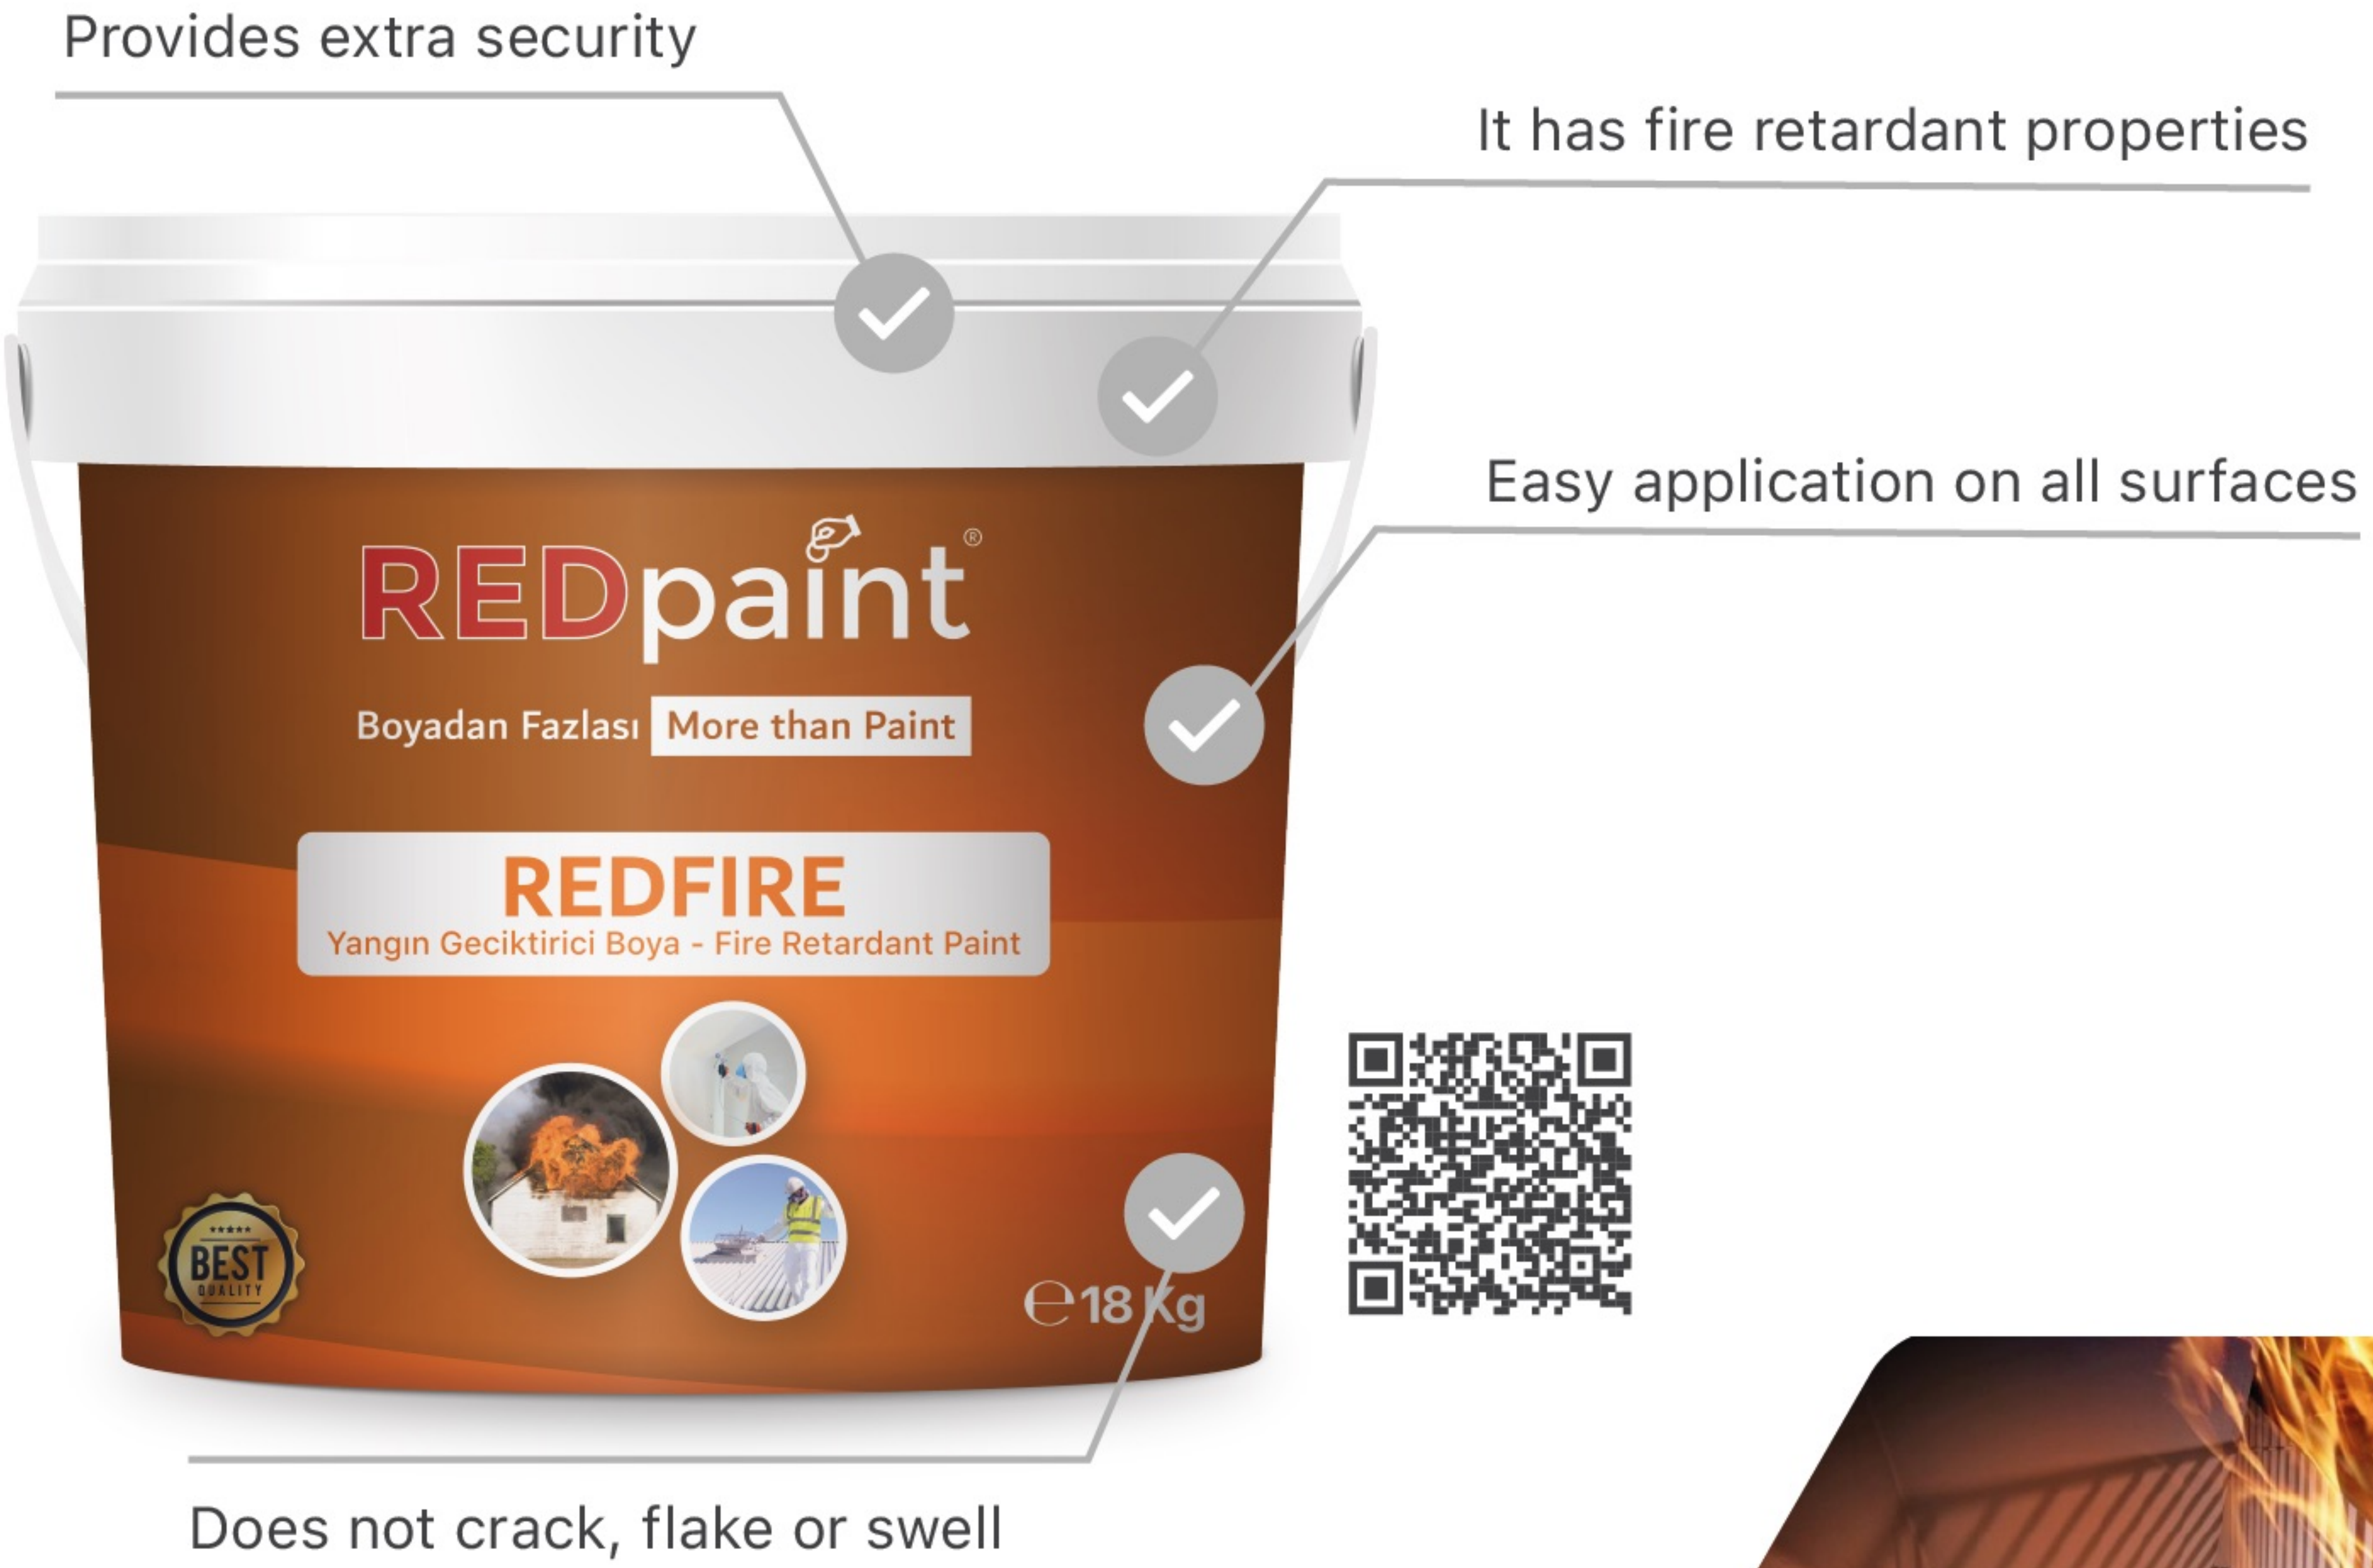 Provides extra security
It has fire retardant properties
Easy application on all surfaces
REDpaint®
Boyadan Fazlası More than Paint
REDFIRE
Yangın Geciktirici Boya - Fire Retardant Paint
BEST
QUALITY
℮18 Kg
Does not crack, flake or swell